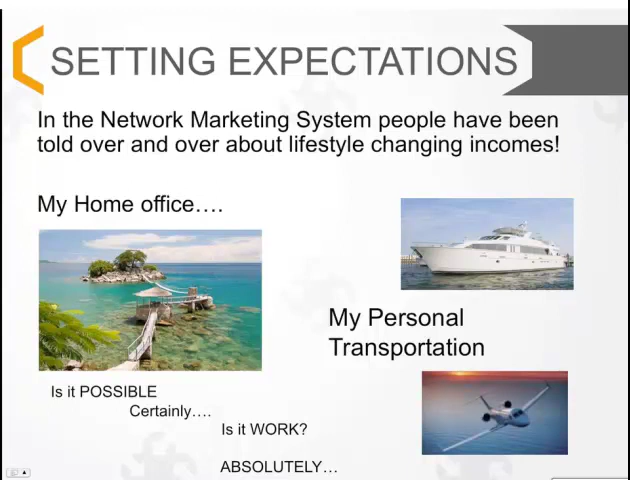 SETTING EXPECTATIONS
In the Network Marketing System people have been
told over and over about lifestyle changing incomes!
My Home office….
My Personal
Transportation
Is it POSSIBLE
Certainly….
Is it WORK?
ABSOLUTELY…